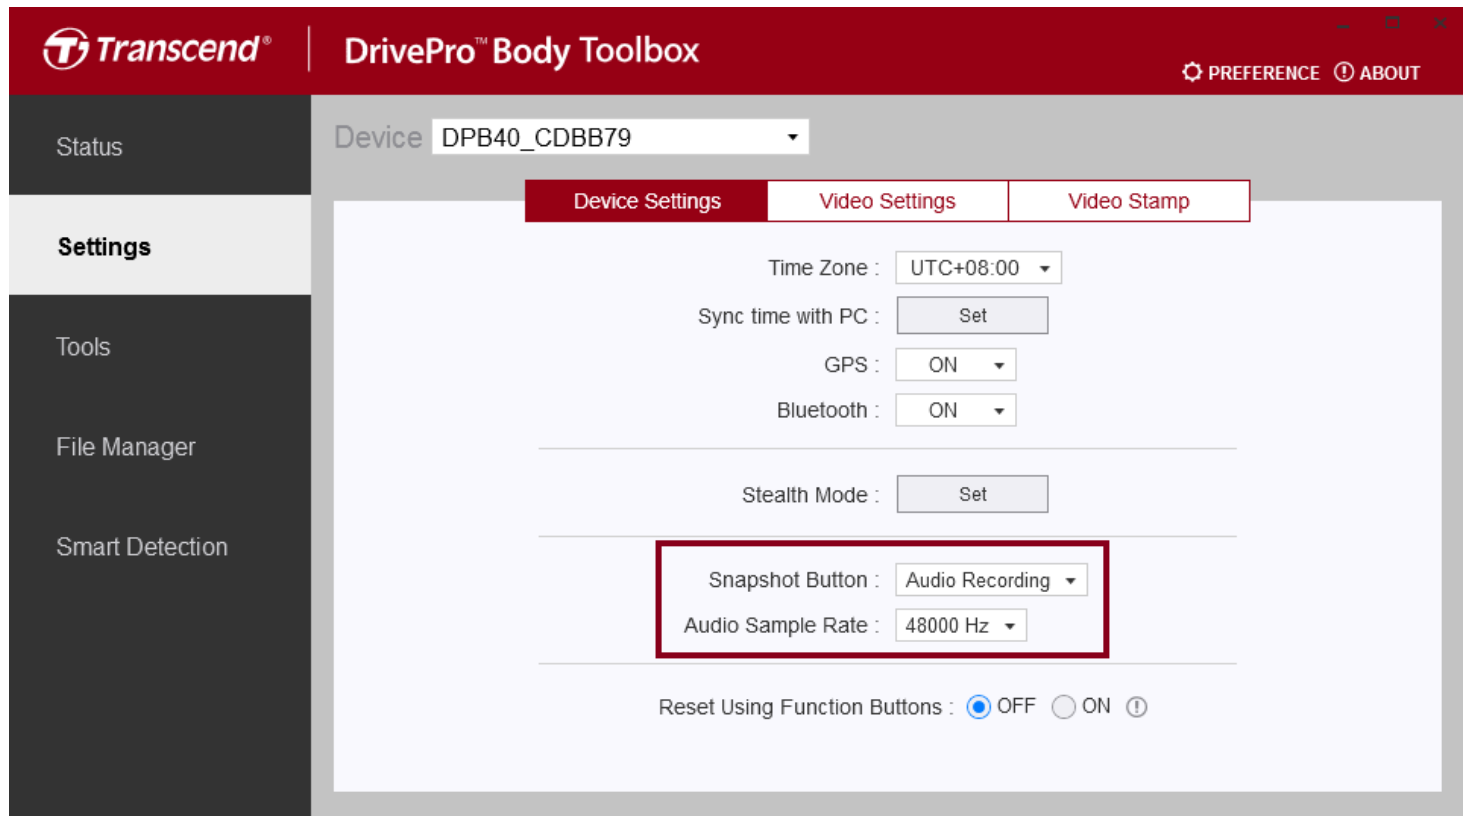 Transcend® DrivePro™ Body Toolbox
PREFERENCE ABOUT
Status
Settings
Tools
File Manager
Smart Detection
Device DPB40_CDBB79
Device Settings Video Settings Video Stamp
Time Zone : UTC+08:00
Sync time with PC : Set
GPS : ON
Bluetooth : ON
Stealth Mode : Set
Snapshot Button : Audio Recording
Audio Sample Rate : 48000 Hz
Reset Using Function Buttons : OFF ON